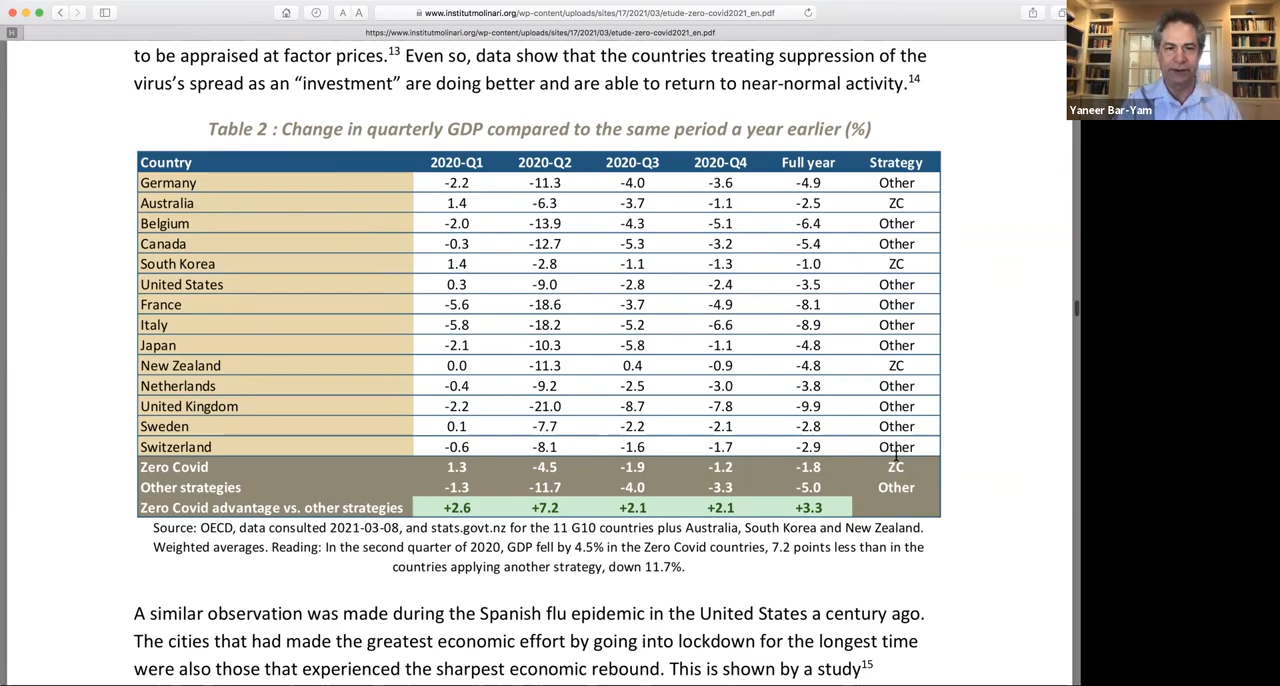 A A
www.institutmolinari.org/wp-content/uploads/sites/17/2021/03/etude-zero-covid2021_en.pdf
H
https://www.institutmolinari.org/wp-content/uploads/sites/17/2021/03/etude-zero-covid2021_en.pdf
Yaneer Bar-Yam
to be appraised at factor prices.13 Even so, data show that the countries treating suppression of the
virus’s spread as an “investment” are doing better and are able to return to near-normal activity.14
Table 2 : Change in quarterly GDP compared to the same period a year earlier (%)
Country 2020-Q1 2020-Q2 2020-Q3 2020-Q4 Full year Strategy
Germany -2.2 -11.3 -4.0 -3.6 -4.9 Other
Australia 1.4 -6.3 -3.7 -1.1 -2.5 ZC
Belgium -2.0 -13.9 -4.3 -5.1 -6.4 Other
Canada -0.3 -12.7 -5.3 -3.2 -5.4 Other
South Korea 1.4 -2.8 -1.1 -1.3 -1.0 ZC
United States 0.3 -9.0 -2.8 -2.4 -3.5 Other
France -5.6 -18.6 -3.7 -4.9 -8.1 Other
Italy -5.8 -18.2 -5.2 -6.6 -8.9 Other
Japan -2.1 -10.3 -5.8 -1.1 -4.8 Other
New Zealand 0.0 -11.3 0.4 -0.9 -4.8 ZC
Netherlands -0.4 -9.2 -2.5 -3.0 -3.8 Other
United Kingdom -2.2 -21.0 -8.7 -7.8 -9.9 Other
Sweden 0.1 -7.7 -2.2 -2.1 -2.8 Other
Switzerland -0.6 -8.1 -1.6 -1.7 -2.9 Other
Zero Covid 1.3 -4.5 -1.9 -1.2 -1.8 ZC
Other strategies -1.3 -11.7 -4.0 -3.3 -5.0 Other
Zero Covid advantage vs. other strategies +2.6 +7.2 +2.1 +2.1 +3.3
Source: OECD, data consulted 2021-03-08, and stats.govt.nz for the 11 G10 countries plus Australia, South Korea and New Zealand.
Weighted averages. Reading: In the second quarter of 2020, GDP fell by 4.5% in the Zero Covid countries, 7.2 points less than in the
countries applying another strategy, down 11.7%.
A similar observation was made during the Spanish flu epidemic in the United States a century ago.
The cities that had made the greatest economic effort by going into lockdown for the longest time
were also those that experienced the sharpest economic rebound. This is shown by a study15